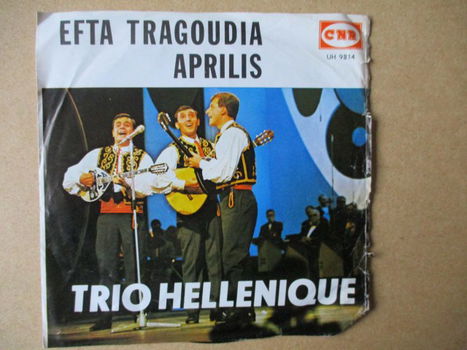 EFTA TRAGOUDIA
APRILIS
CNR
UH 9814
TRIO HELLENIQUE